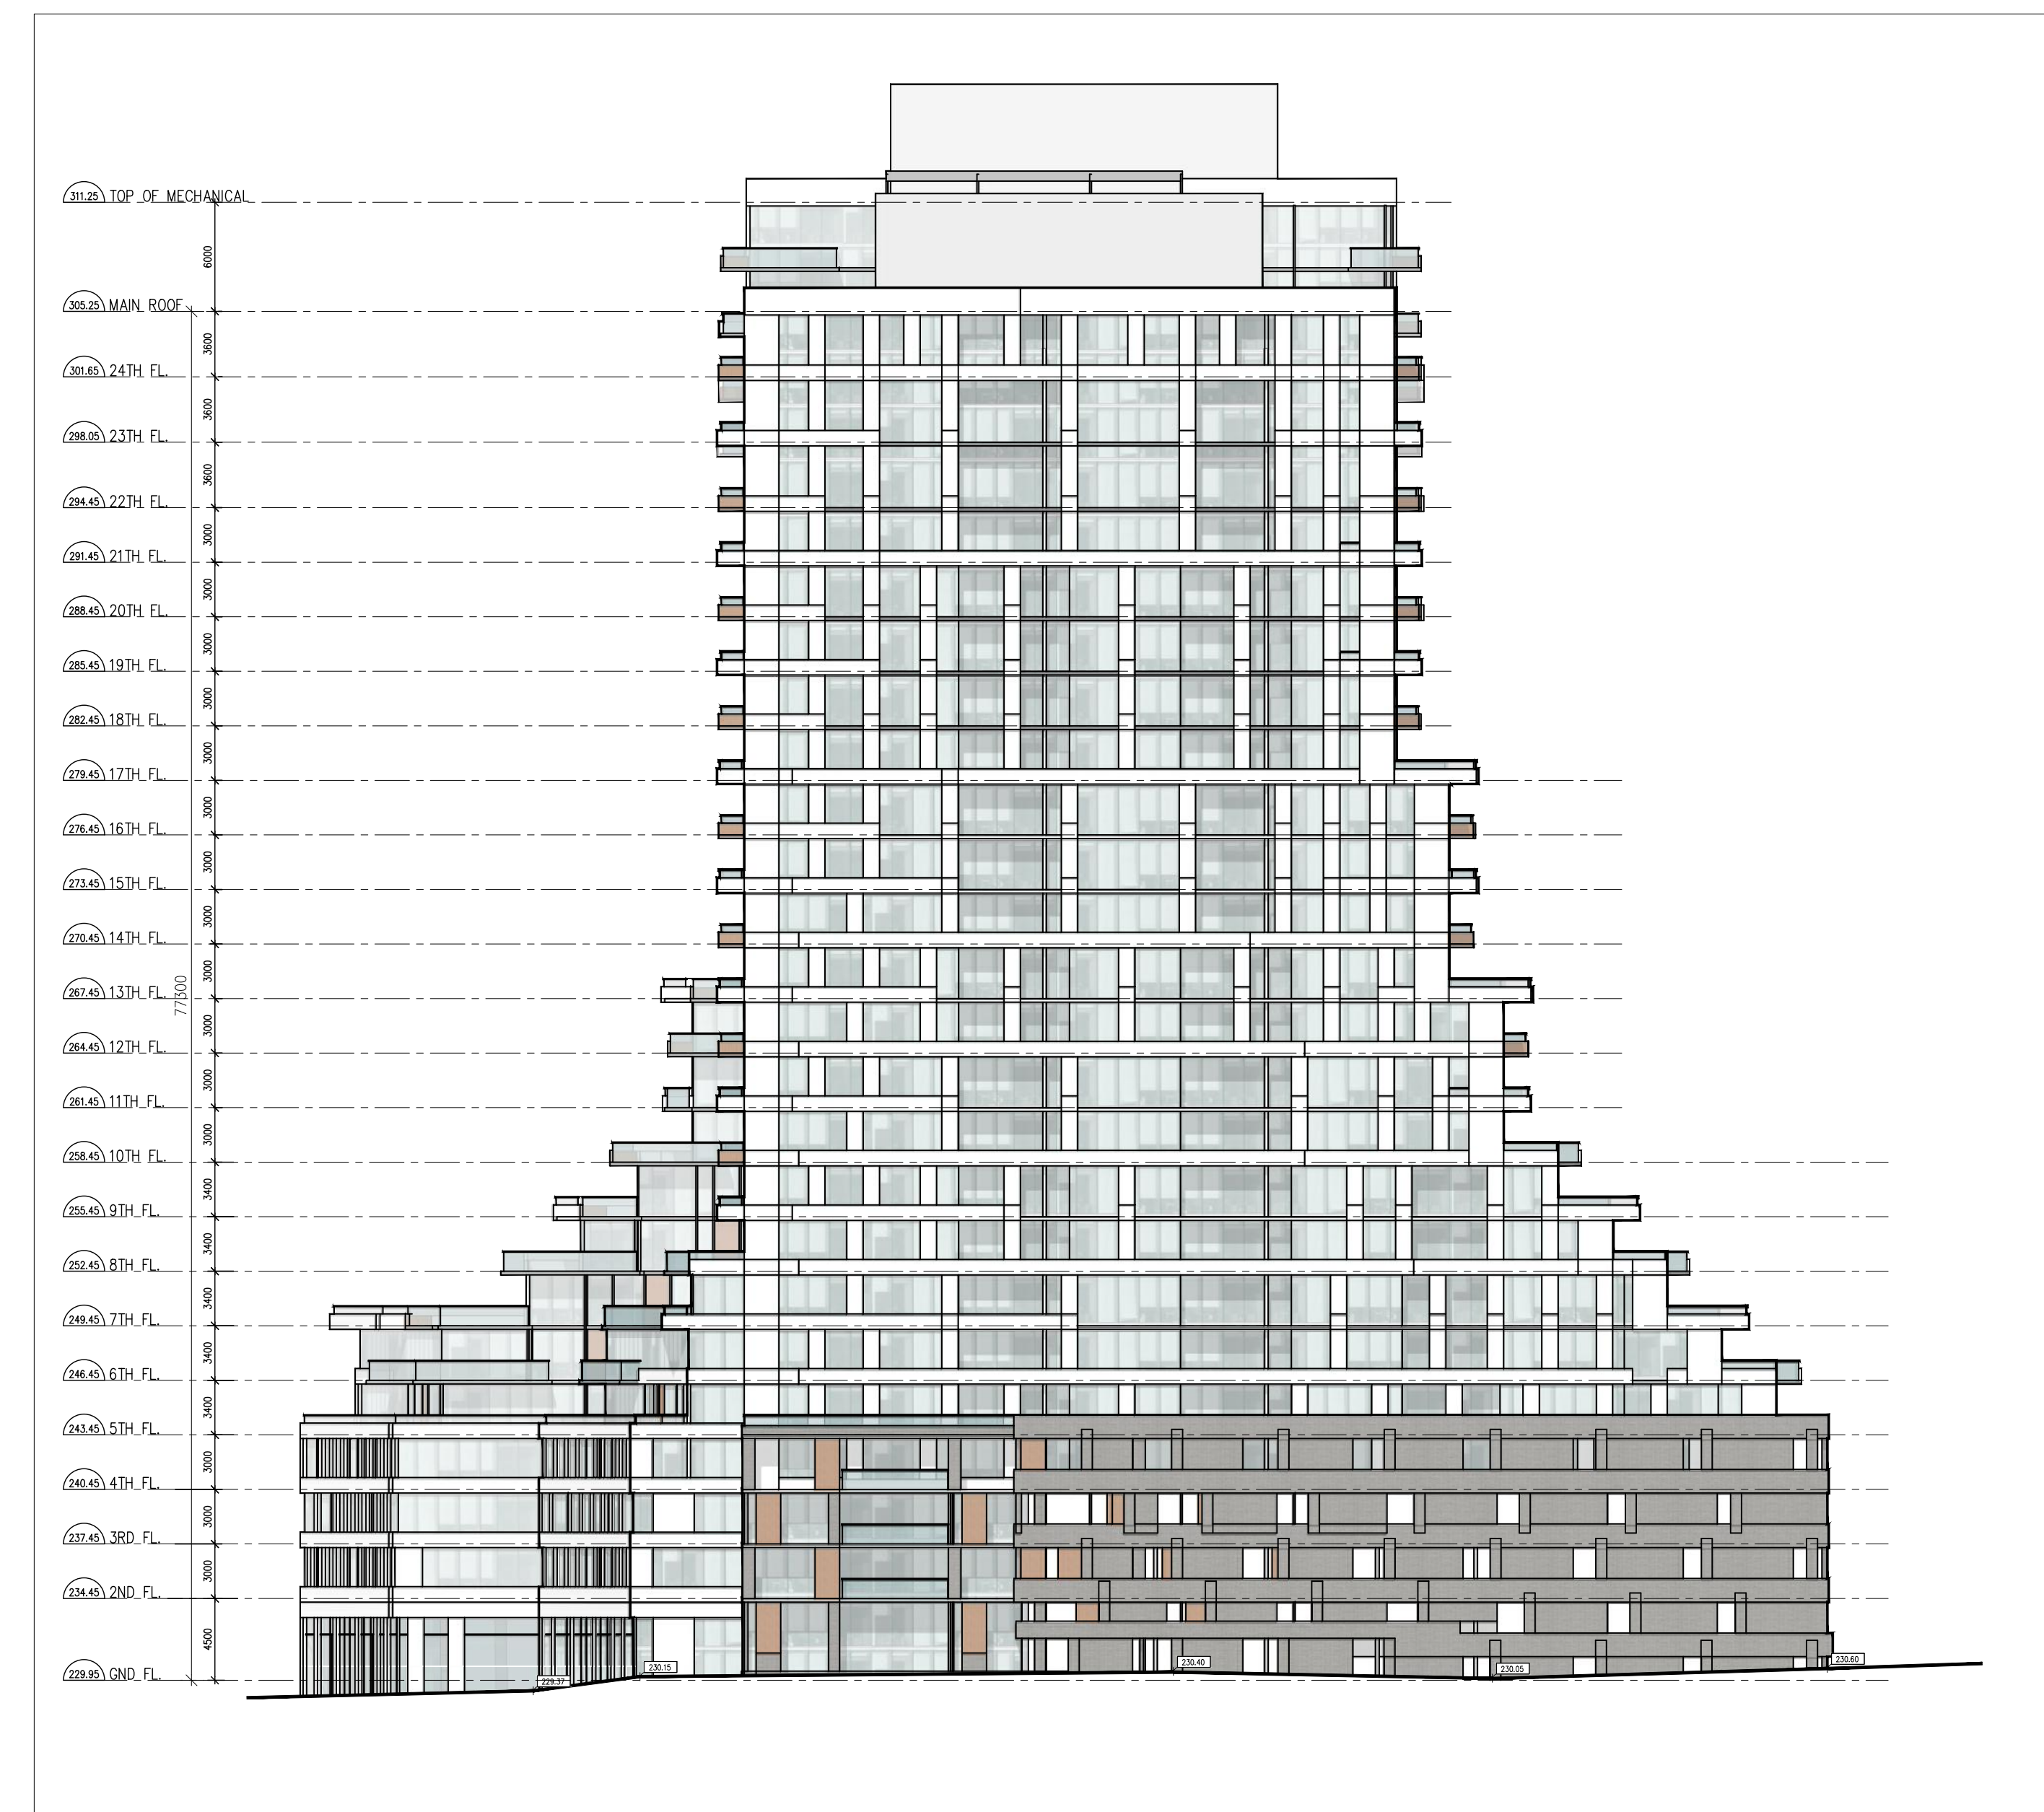 311.25 TOP OF MECHANICAL
6000
305.25 MAIN ROOF
3600
301.65 24TH FL.
3600
298.05 23TH FL.
3600
294.45 22TH FL.
3000
291.45 21TH FL.
3000
288.45 20TH FL.
3000
285.45 19TH FL.
3000
282.45 18TH FL.
3000
279.45 17TH FL.
3000
276.45 16TH FL.
3000
273.45 15TH FL.
3000
270.45 14TH FL.
3000
267.45 13TH FL.
77300
3000
264.45 12TH FL.
3000
261.45 11TH FL.
3000
258.45 10TH FL.
3400
255.45 9TH FL.
3400
252.45 8TH FL.
3400
249.45 7TH FL.
3400
246.45 6TH FL.
3400
243.45 5TH FL.
3000
240.45 4TH FL.
3000
237.45 3RD FL.
3000
234.45 2ND FL.
4500
229.95 GND FL.
229.37
230.15
230.40
230.05
230.60